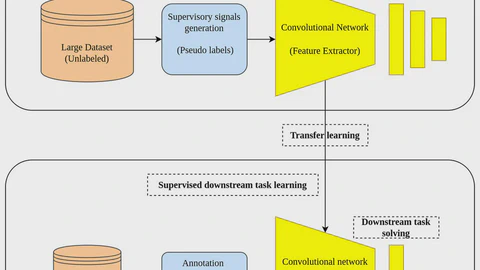 Large Dataset
(Unlabeled)
Supervisory signals
generation
(Pseudo labels)
Convolutional Network
(Feature Extractor)
Transfer learning
Supervised downstream task learning
Downstream task
solving
Annotation
Convolutional network